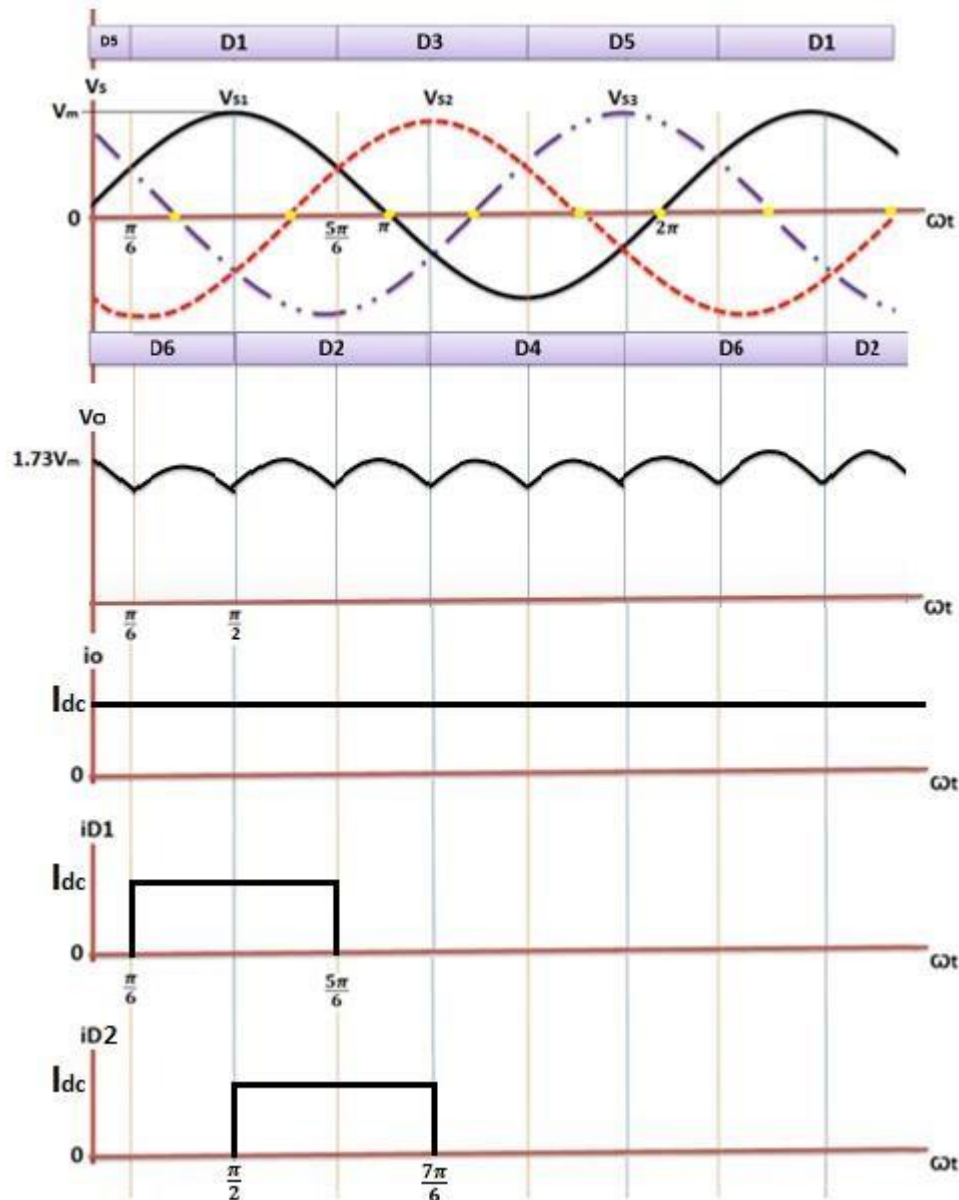 D5 D1 D3 D5 D1
Vs
Vm Vs1 Vs2 Vs3
0 π/6 5π/6 π 2π ωt
D6 D2 D4 D6 D2
Vo
1.73Vm
π/6 π/2 ωt
io
Idc
0 ωt
iD1
Idc
0 ωt
π/6 5π/6
iD2
Idc
0 ωt
π/2 7π/6